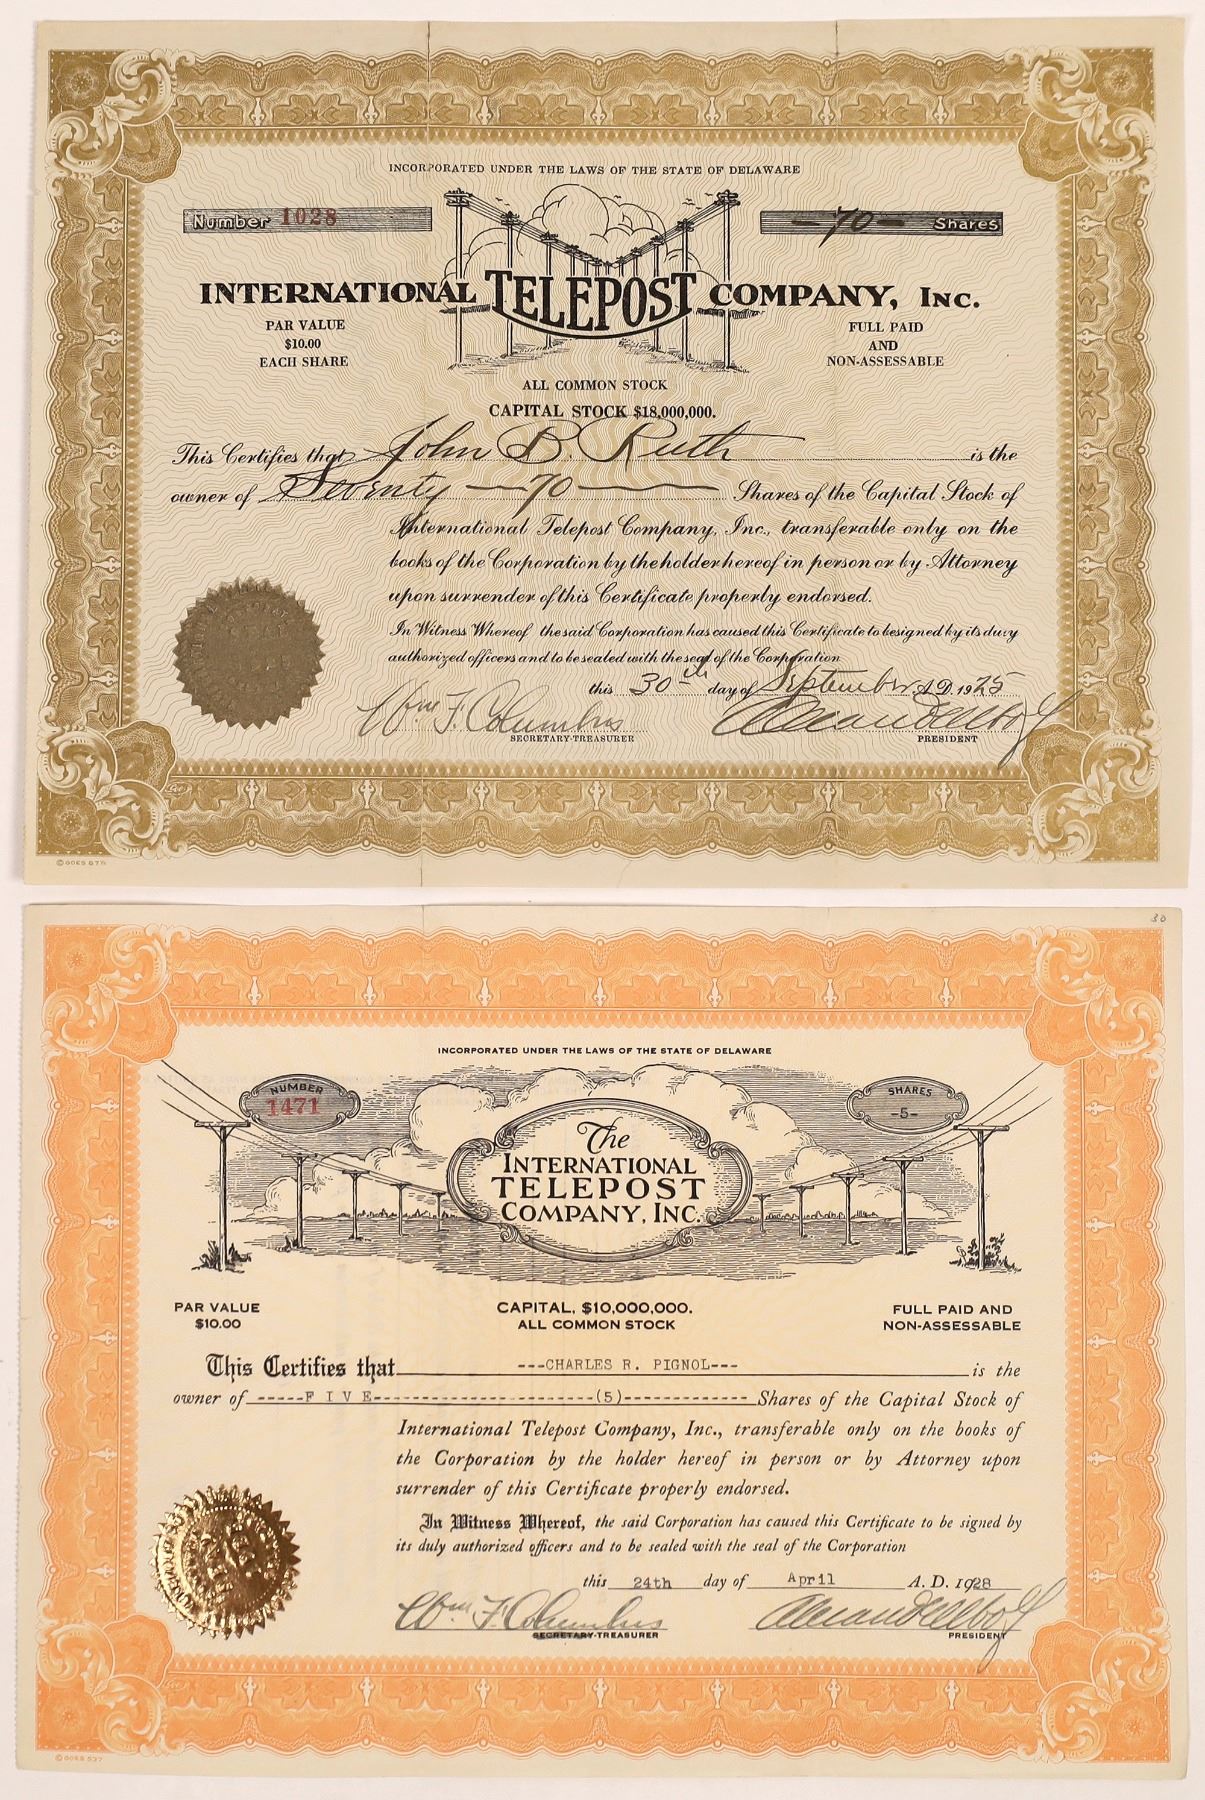 INCORPORATED UNDER THE LAWS OF THE STATE OF DELAWARE
Number 1028
-70- Shares
INTERNATIONAL TELEPOST COMPANY, INC.
PAR VALUE
$10.00
EACH SHARE
FULL PAID
AND
NON-ASSESSABLE
ALL COMMON STOCK
CAPITAL STOCK $18,000,000.
This Certifies that John B. Ruth is the
owner of Seventy —70— Shares of the Capital Stock of
International Telepost Company, Inc., transferable only on the
books of the Corporation by the holder hereof in person or by Attorney
upon surrender of this Certificate properly endorsed.
In Witness Whereof the said Corporation has caused this Certificate to be signed by its duly
authorized officers and to be sealed with the seal of the Corporation
this 30th day of September A.D. 1925
Wm F. Columbus
SECRETARY-TREASURER
PRESIDENT
© GOES 87½
30
INCORPORATED UNDER THE LAWS OF THE STATE OF DELAWARE
NUMBER
1471
SHARES
-5-
The
INTERNATIONAL
TELEPOST
COMPANY, INC.
PAR VALUE
$10.00
CAPITAL, $10,000,000.
ALL COMMON STOCK
FULL PAID AND
NON-ASSESSABLE
This Certifies that ---CHARLES R. PIGNOL--- is the
owner of -----F I V E----------------------(5)------------ Shares of the Capital Stock of
International Telepost Company, Inc., transferable only on the books of
the Corporation by the holder hereof in person or by Attorney upon
surrender of this Certificate properly endorsed.
In Witness Whereof, the said Corporation has caused this Certificate to be signed by
its duly authorized officers and to be sealed with the seal of the Corporation
this 24th day of April A. D. 1928
Wm. F. Columbus
SECRETARY-TREASURER
PRESIDENT
© GOES 537